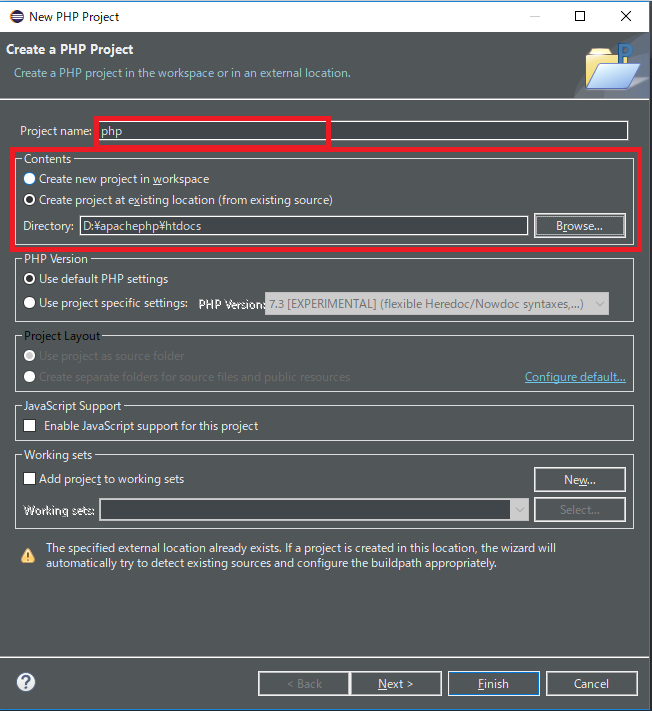 New PHP Project
Create a PHP Project
Create a PHP project in the workspace or in an external location.
Project name: php
Contents
Create new project in workspace
Create project at existing location (from existing source)
Directory: D:¥apachephp¥htdocs Browse...
PHP Version
Use default PHP settings
Use project specific settings: PHP Version: 7.3 [EXPERIMENTAL] (flexible Heredoc/Nowdoc syntaxes,...)
Project Layout
Use project as source folder
Create separate folders for source files and public resources Configure default...
JavaScript Support
Enable JavaScript support for this project
Working sets
Add project to working sets New...
Working sets: Select...
The specified external location already exists. If a project is created in this location, the wizard will
automatically try to detect existing sources and configure the buildpath appropriately.
< Back Next > Finish Cancel